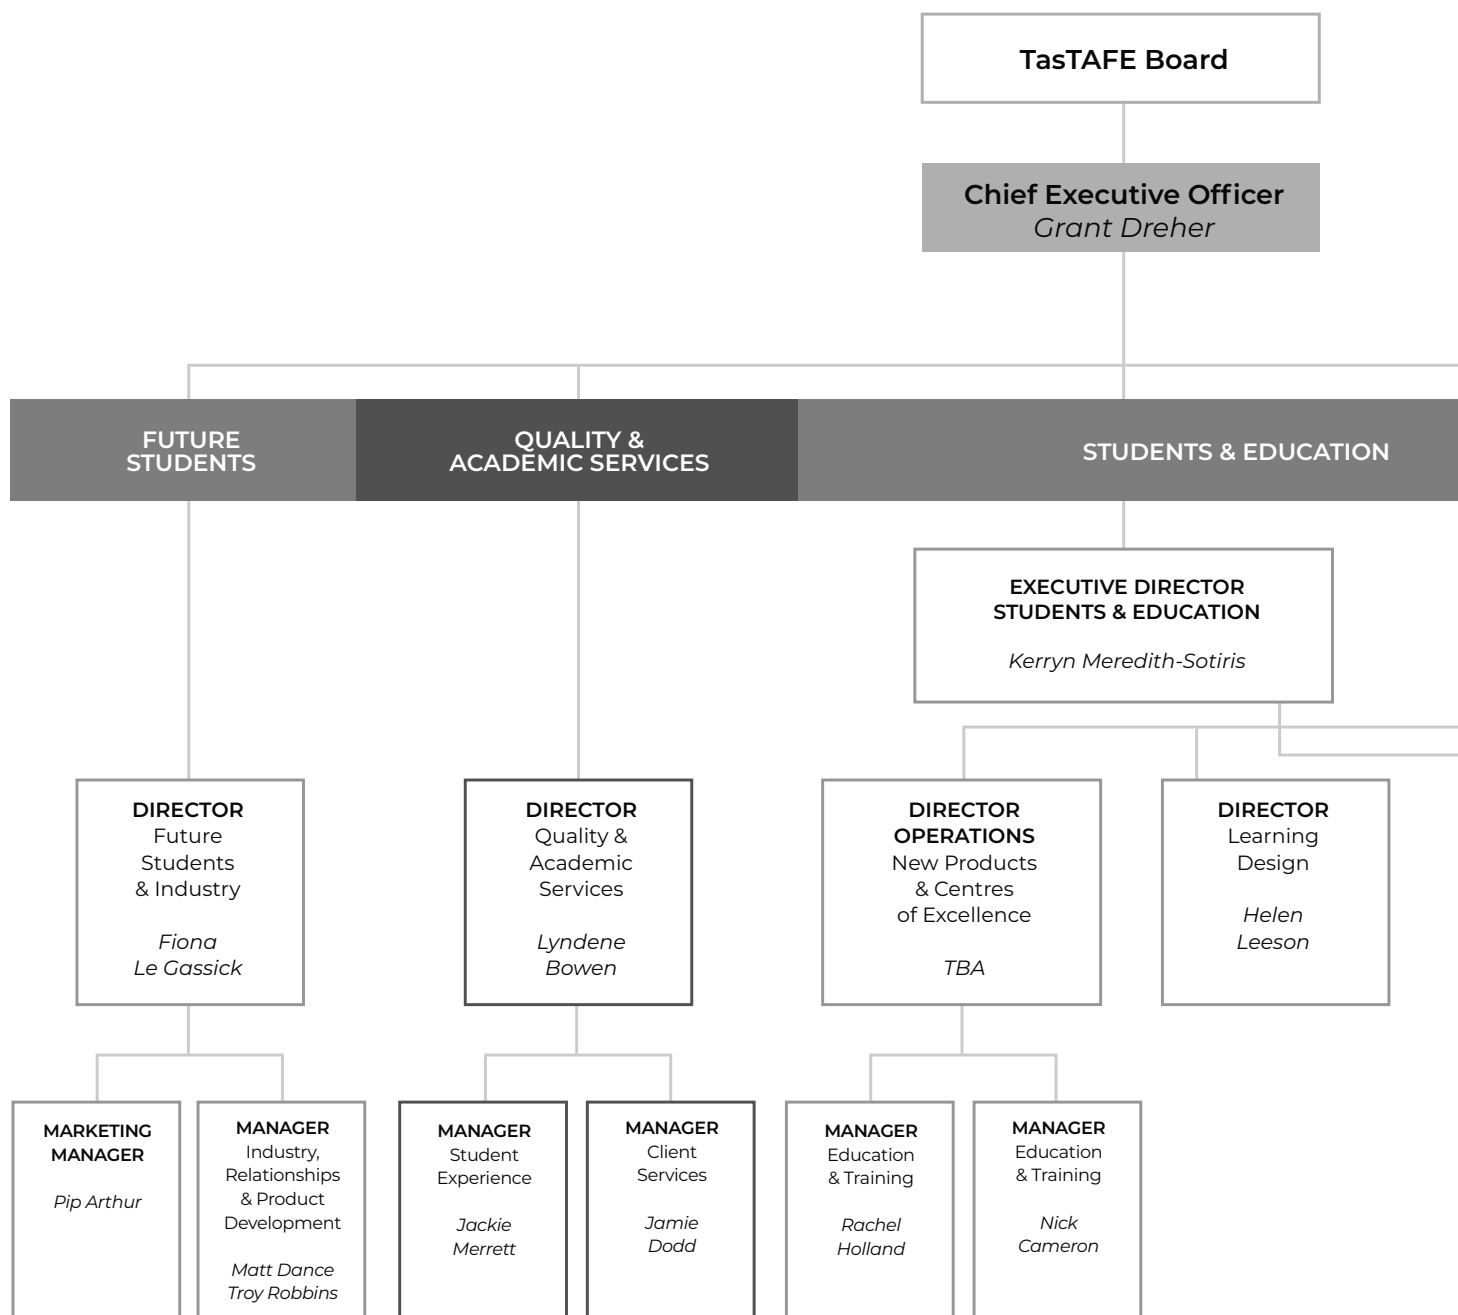 TasTAFE Board
Chief Executive Officer
Grant Dreher
FUTURE
STUDENTS
QUALITY &
ACADEMIC SERVICES
STUDENTS & EDUCATION
EXECUTIVE DIRECTOR
STUDENTS & EDUCATION
Kerryn Meredith-Sotiris
DIRECTOR
Future
Students
& Industry
Fiona
Le Gassick
DIRECTOR
Quality &
Academic
Services
Lyndene
Bowen
DIRECTOR
OPERATIONS
New Products
& Centres
of Excellence
TBA
DIRECTOR
Learning
Design
Helen
Leeson
MARKETING
MANAGER
Pip Arthur
MANAGER
Industry,
Relationships
& Product
Development
Matt Dance
Troy Robbins
MANAGER
Student
Experience
Jackie
Merrett
MANAGER
Client
Services
Jamie
Dodd
MANAGER
Education
& Training
Rachel
Holland
MANAGER
Education
& Training
Nick
Cameron